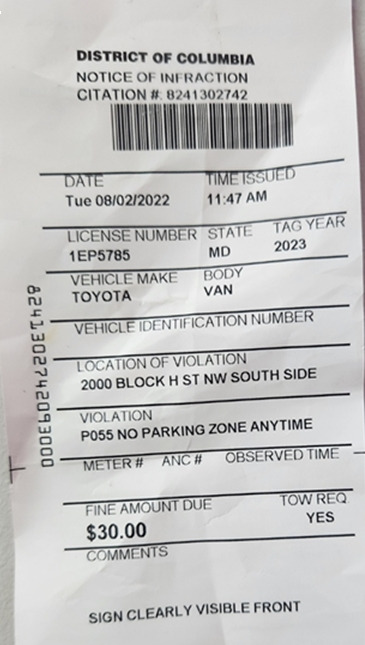 DISTRICT OF COLUMBIA
NOTICE OF INFRACTION
CITATION #: 8241302742
DATE TIME ISSUED
Tue 08/02/2022 11:47 AM
LICENSE NUMBER STATE TAG YEAR
1EP5785 MD 2023
VEHICLE MAKE BODY
TOYOTA VAN
VEHICLE IDENTIFICATION NUMBER
LOCATION OF VIOLATION
2000 BLOCK H ST NW SOUTH SIDE
VIOLATION
P055 NO PARKING ZONE ANYTIME
METER # ANC # OBSERVED TIME
FINE AMOUNT DUE TOW REQ
$30.00 YES
COMMENTS
SIGN CLEARLY VISIBLE FRONT
8241302742093000